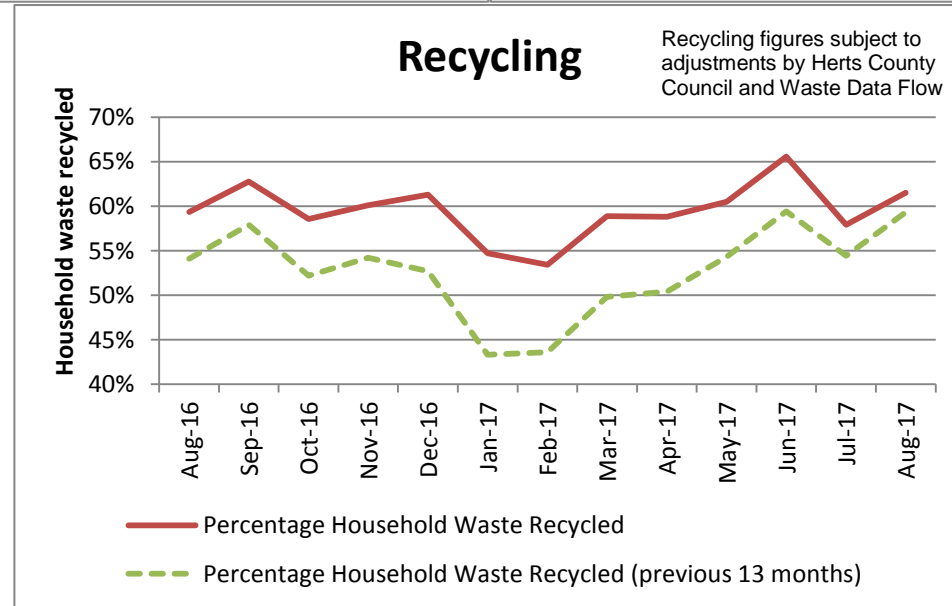 Recycling
Recycling figures subject to
adjustments by Herts County
Council and Waste Data Flow
Household waste recycled
70%
65%
60%
55%
50%
45%
40%
Aug-16
Sep-16
Oct-16
Nov-16
Dec-16
Jan-17
Feb-17
Mar-17
Apr-17
May-17
Jun-17
Jul-17
Aug-17
Percentage Household Waste Recycled
Percentage Household Waste Recycled (previous 13 months)